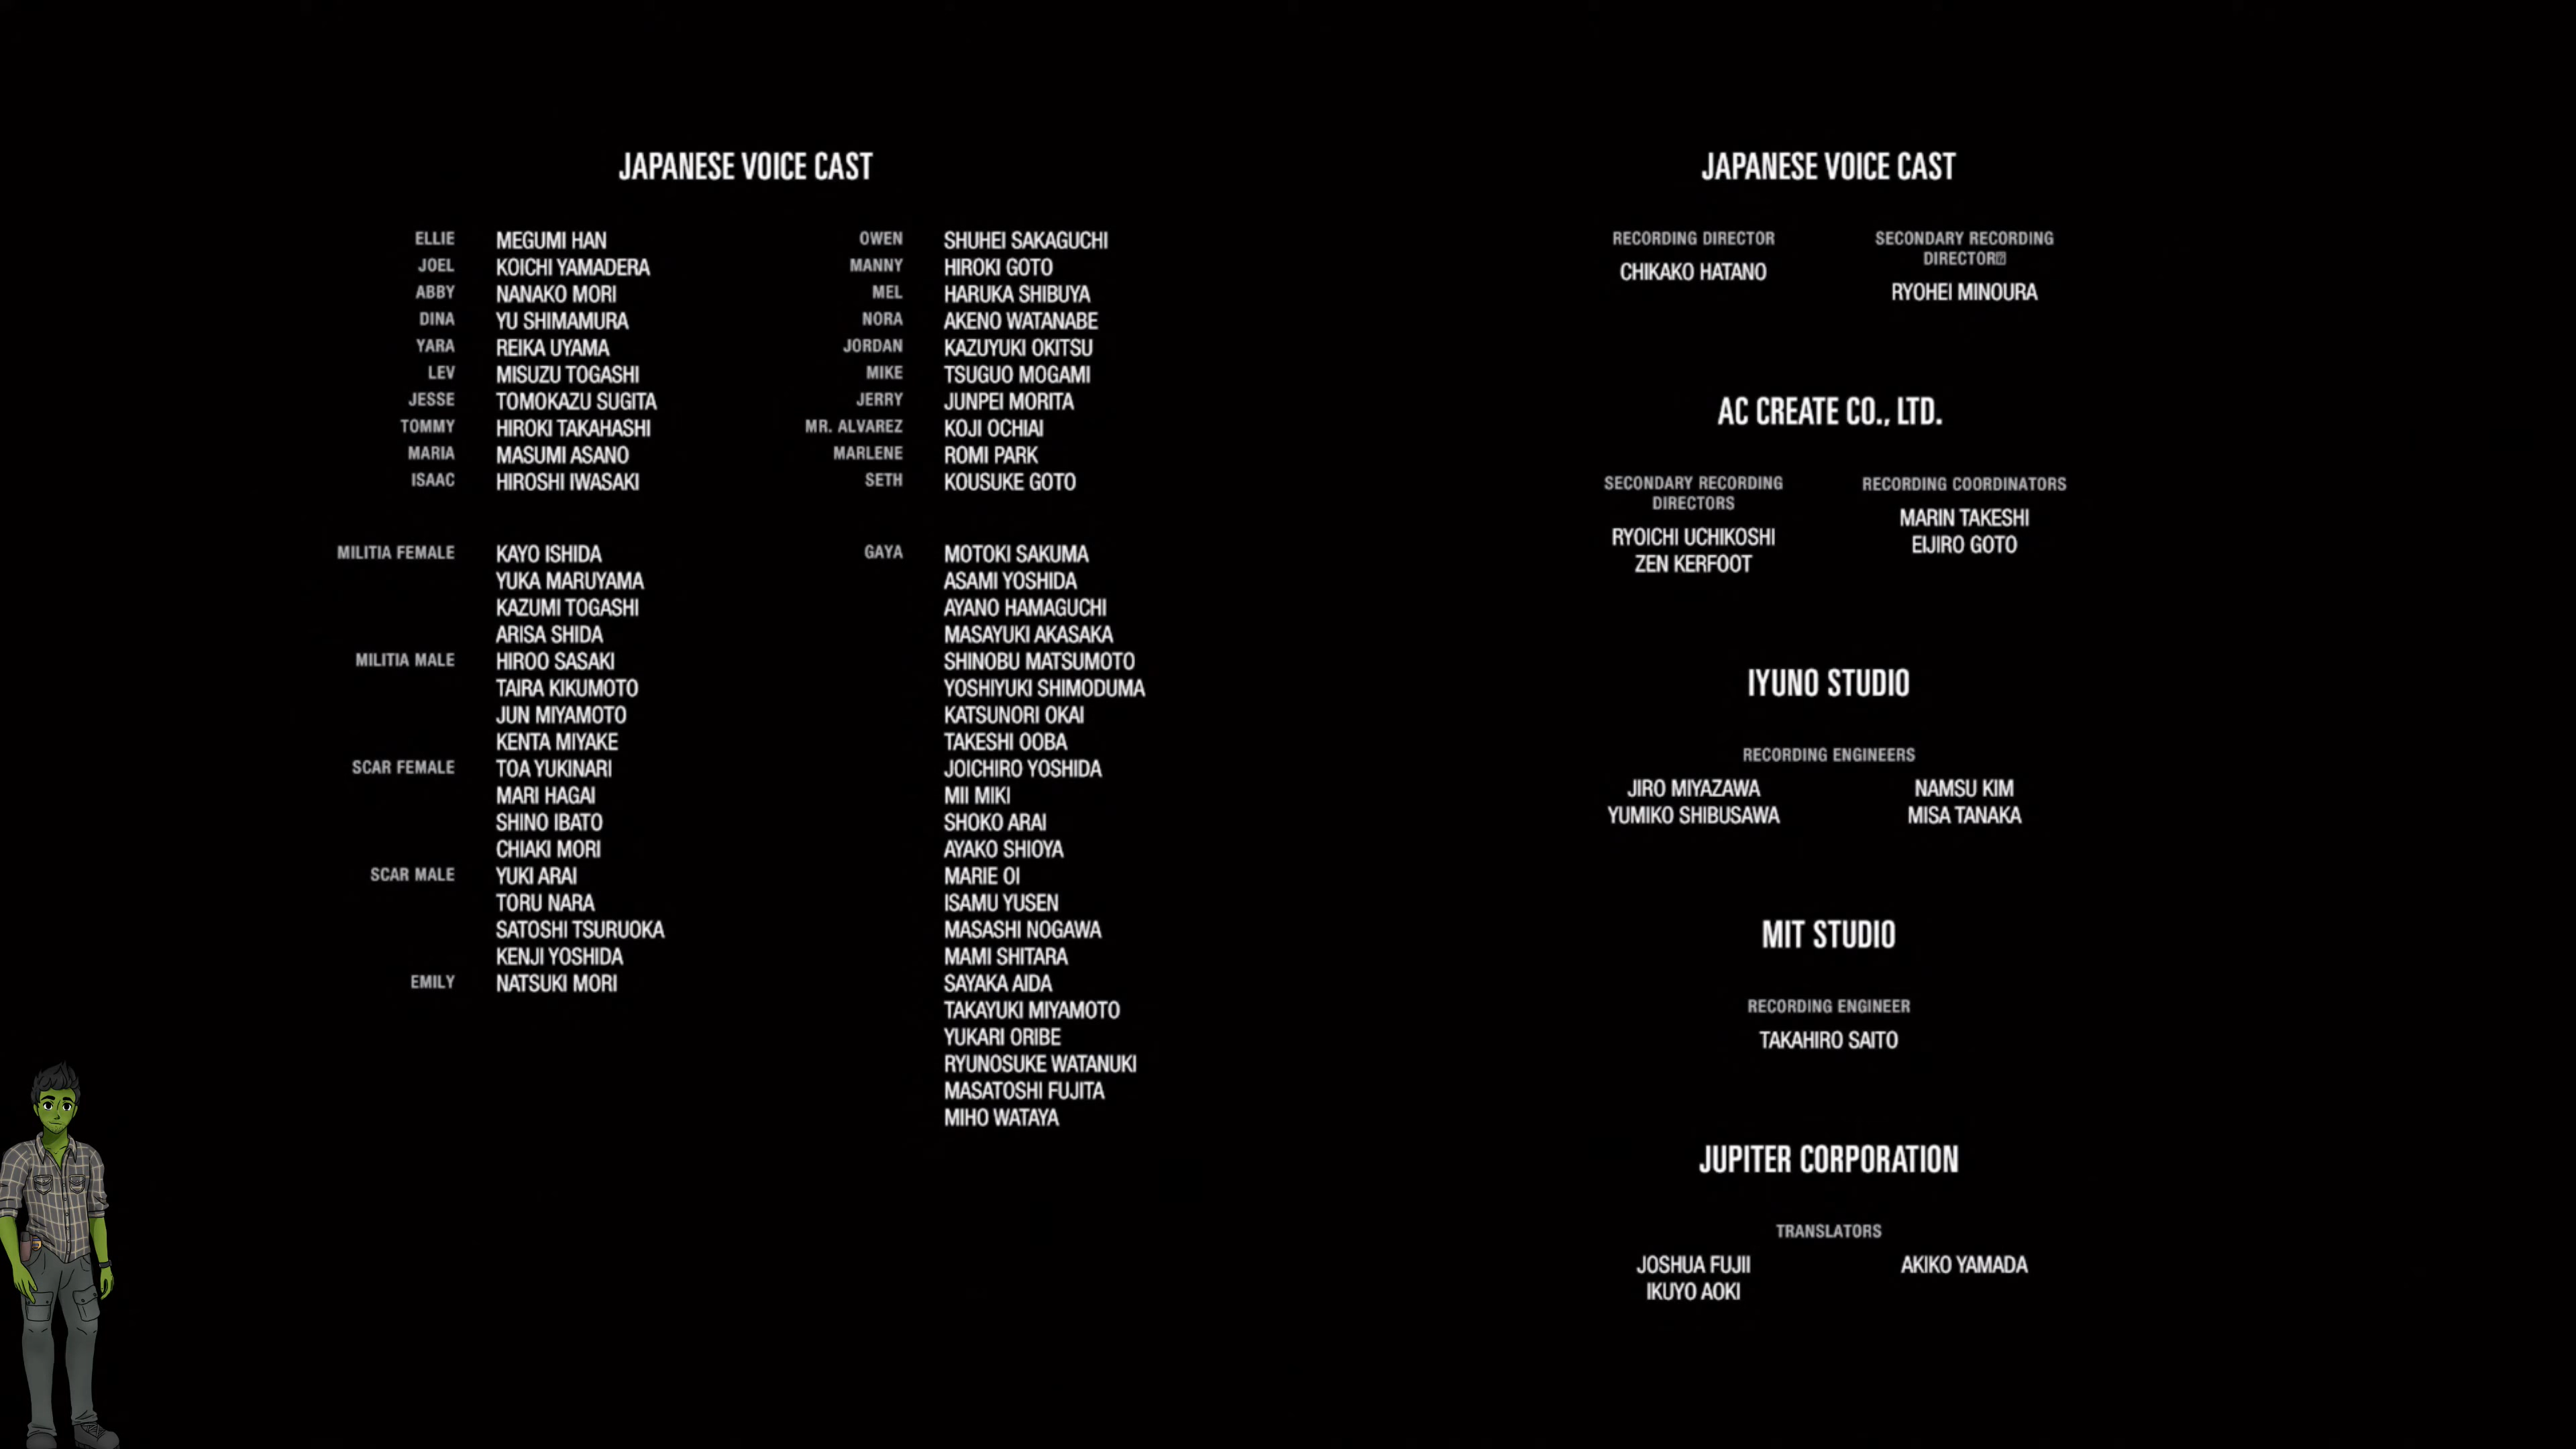 JAPANESE VOICE CAST
ELLIE MEGUMI HAN
JOEL KOICHI YAMADERA
ABBY NANAKO MORI
DINA YU SHIMAMURA
YARA REIKA UYAMA
LEV MISUZU TOGASHI
JESSE TOMOKAZU SUGITA
TOMMY HIROKI TAKAHASHI
MARIA MASUMI ASANO
ISAAC HIROSHI IWASAKI
MILITIA FEMALE KAYO ISHIDA
YUKA MARUYAMA
KAZUMI TOGASHI
ARISA SHIDA
MILITIA MALE HIROO SASAKI
TAIRA KIKUMOTO
JUN MIYAMOTO
KENTA MIYAKE
SCAR FEMALE TOA YUKINARI
MARI HAGAI
SHINO IBATO
CHIAKI MORI
SCAR MALE YUKI ARAI
TORU NARA
SATOSHI TSURUOKA
KENJI YOSHIDA
EMILY NATSUKI MORI
OWEN SHUHEI SAKAGUCHI
MANNY HIROKI GOTO
MEL HARUKA SHIBUYA
NORA AKENO WATANABE
JORDAN KAZUYUKI OKITSU
MIKE TSUGUO MOGAMI
JERRY JUNPEI MORITA
MR. ALVAREZ KOJI OCHIAI
MARLENE ROMI PARK
SETH KOUSUKE GOTO
GAYA MOTOKI SAKUMA
ASAMI YOSHIDA
AYANO HAMAGUCHI
MASAYUKI AKASAKA
SHINOBU MATSUMOTO
YOSHIYUKI SHIMODUMA
KATSUNORI OKAI
TAKESHI OOBA
JOICHIRO YOSHIDA
MII MIKI
SHOKO ARAI
AYAKO SHIOYA
MARIE OI
ISAMU YUSEN
MASASHI NOGAWA
MAMI SHITARA
SAYAKA AIDA
TAKAYUKI MIYAMOTO
YUKARI ORIBE
RYUNOSUKE WATANUKI
MASATOSHI FUJITA
MIHO WATAYA
JAPANESE VOICE CAST
RECORDING DIRECTOR
CHIKAKO HATANO
SECONDARY RECORDING
DIRECTOR
RYOHEI MINOURA
AC CREATE CO., LTD.
SECONDARY RECORDING
DIRECTORS
RYOICHI UCHIKOSHI
ZEN KERFOOT
RECORDING COORDINATORS
MARIN TAKESHI
EIJIRO GOTO
IYUNO STUDIO
RECORDING ENGINEERS
JIRO MIYAZAWA
YUMIKO SHIBUSAWA
NAMSU KIM
MISA TANAKA
MIT STUDIO
RECORDING ENGINEER
TAKAHIRO SAITO
JUPITER CORPORATION
TRANSLATORS
JOSHUA FUJII
IKUYO AOKI
AKIKO YAMADA